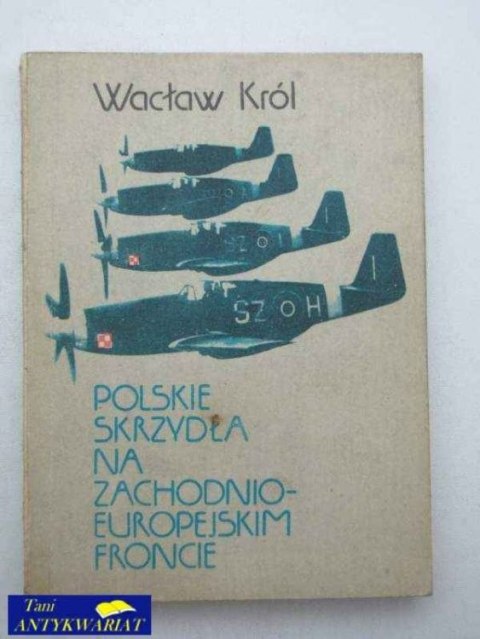 Wacław Król
SZ I
SZ H I
POLSKIE
SKRZYDŁA
NA
ZACHODNIO-
EUROPEJSKIM
FRONCIE
Tani
ANTYKWARIAT